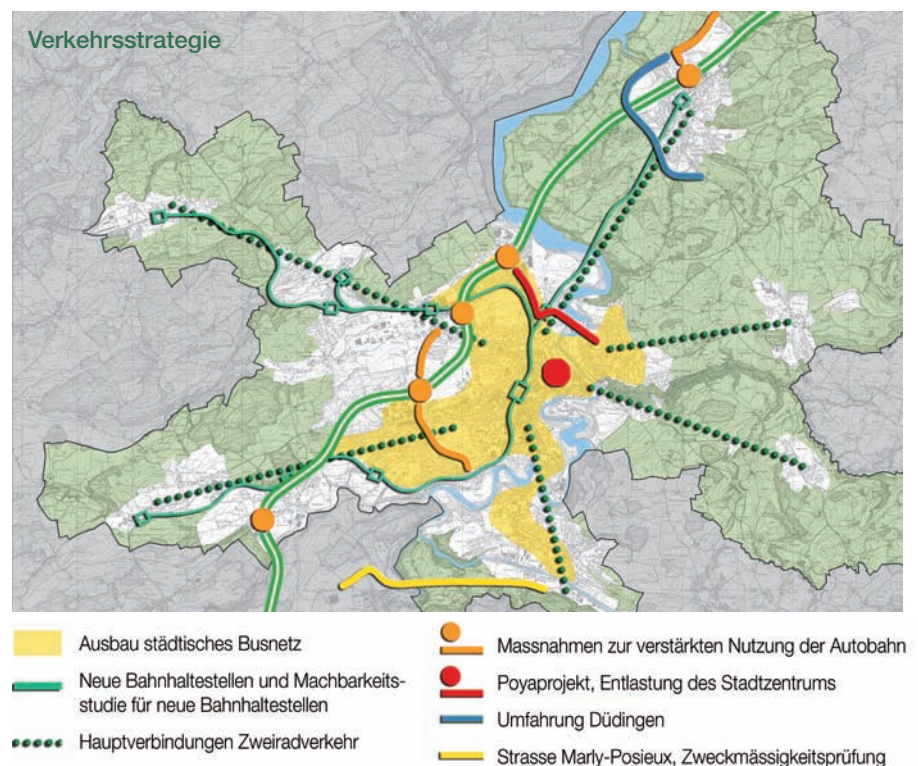 Verkehrsstrategie
Ausbau städtisches Busnetz
Neue Bahnhaltestellen und Machbarkeits-
studie für neue Bahnhaltestellen
Hauptverbindungen Zweiradverkehr
Massnahmen zur verstärkten Nutzung der Autobahn
Poyaprojekt, Entlastung des Stadtzentrums
Umfahrung Düdingen
Strasse Marly-Posieux, Zweckmässigkeitsprüfung